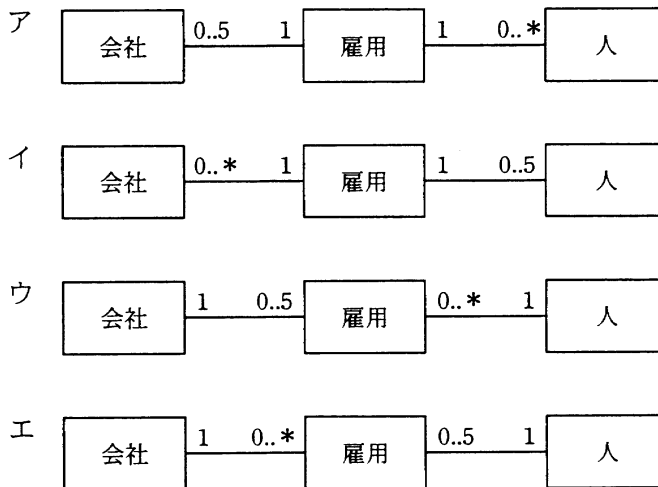 ア 会社 0..5 1 雇用 1 0..* 人
イ 会社 0..* 1 雇用 1 0..5 人
ウ 会社 1 0..5 雇用 0..* 1 人
エ 会社 1 0..* 雇用 0..5 1 人